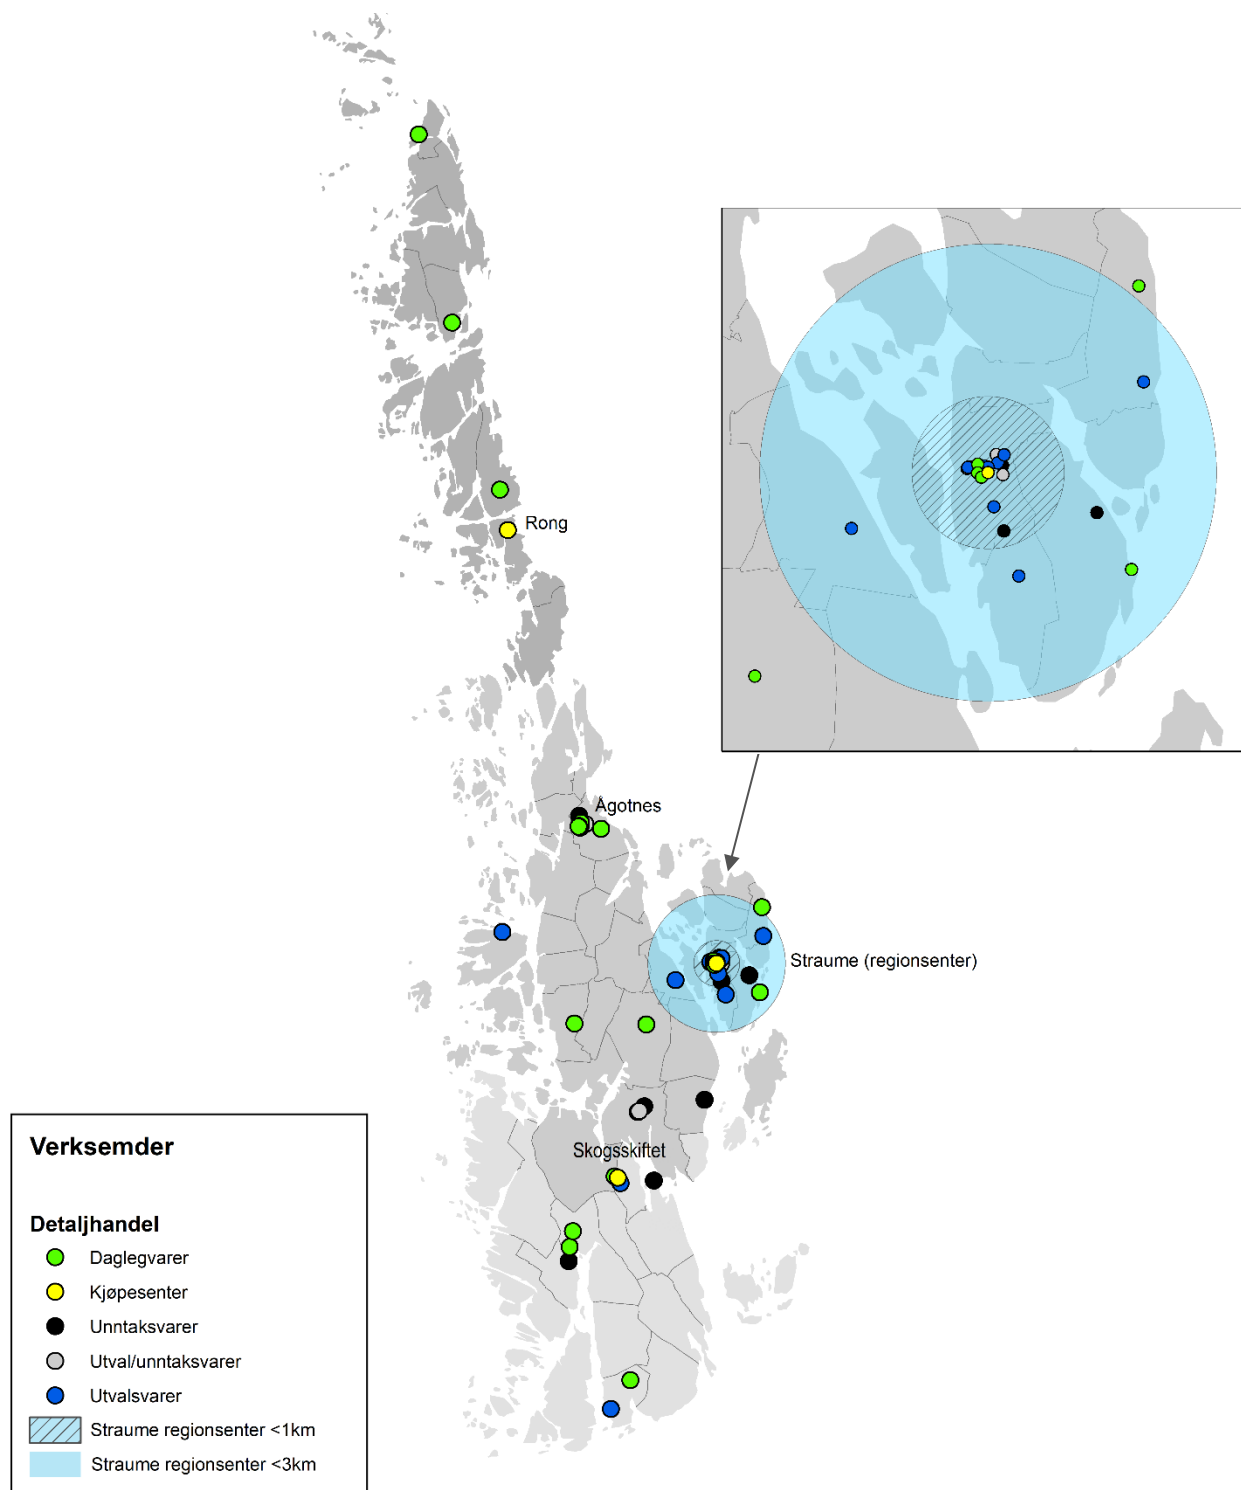 Rong
Ågotnes
Straume (regionsenter)
Skogsskiftet
Verksemder
Detaljhandel
Daglegvarer
Kjøpesenter
Unntaksvarer
Utval/unntaksvarer
Utvalsvarer
Straume regionsenter <1km
Straume regionsenter <3km